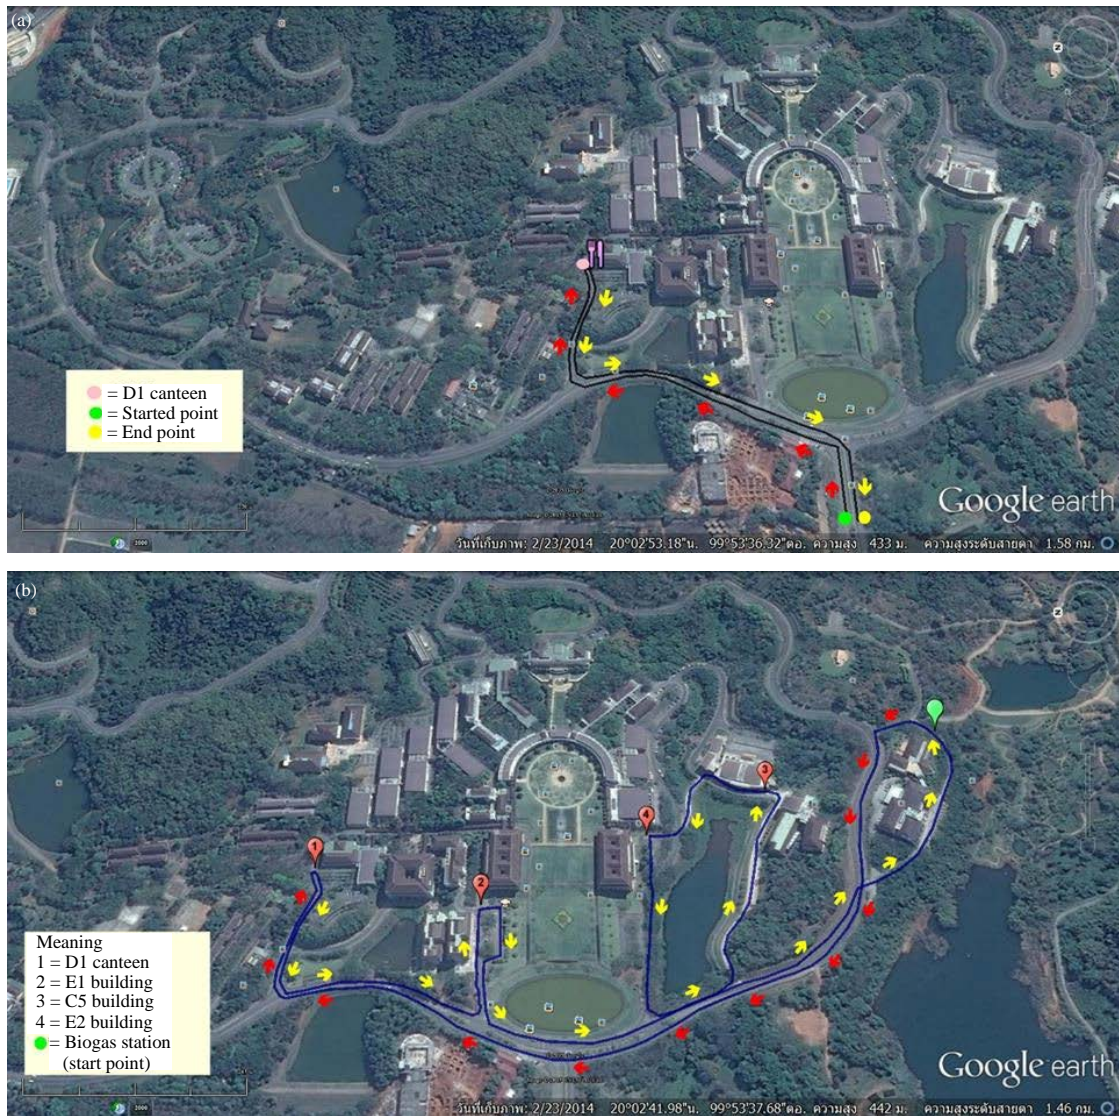 (a)
N
= D1 canteen
= Started point
= End point
Google earth
2006
วันที่เก็บภาพ: 2/23/2014 20°02'53.18"น. 99°53'36.32"ตอ. ความสูง 433 ม. ความสูงระดับสายตา 1.58 กม.
(b)
N
1
2
3
4
Meaning
1 = D1 canteen
2 = E1 building
3 = C5 building
4 = E2 building
= Biogas station
(start point)
Google earth
2006
วันที่เก็บภาพ: 2/23/2014 20°02'41.98"น. 99°53'37.68"ตอ. ความสูง 442 ม. ความสูงระดับสายตา 1.46 กม.